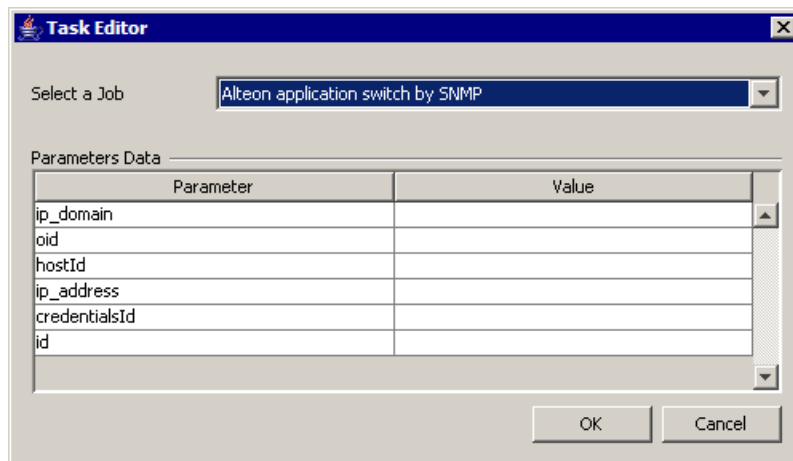 Task Editor
Select a Job
Alteon application switch by SNMP
Parameters Data
Parameter Value
ip_domain
oid
hostId
ip_address
credentialsId
id
OK Cancel